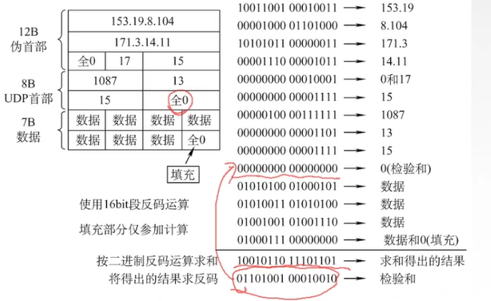 12B
伪首部
153.19.8.104
171.3.14.11
全0 17 15
8B
UDP首部
1087 13
15 全0
7B
数据
数据 数据 数据 数据
数据 数据 数据 全0
填充
使用16bit段反码运算
填充部分仅参加计算
按二进制反码运算求和
将得出的结果求反码
10011001 00010011 → 153.19
00001000 01101000 → 8.104
10101011 00000011 → 171.3
00001110 00001011 → 14.11
00000000 00010001 → 0和17
00000000 00001111 → 15
00000100 00111111 → 1087
00000000 00001101 → 13
00000000 00001111 → 15
00000000 00000000 → 0(检验和)
01010100 01000101 → 数据
01010011 01010100 → 数据
01001001 01001110 → 数据
01000111 00000000 → 数据和0(填充)
10010110 11101101 → 求和得出的结果
01101001 00010010 → 检验和